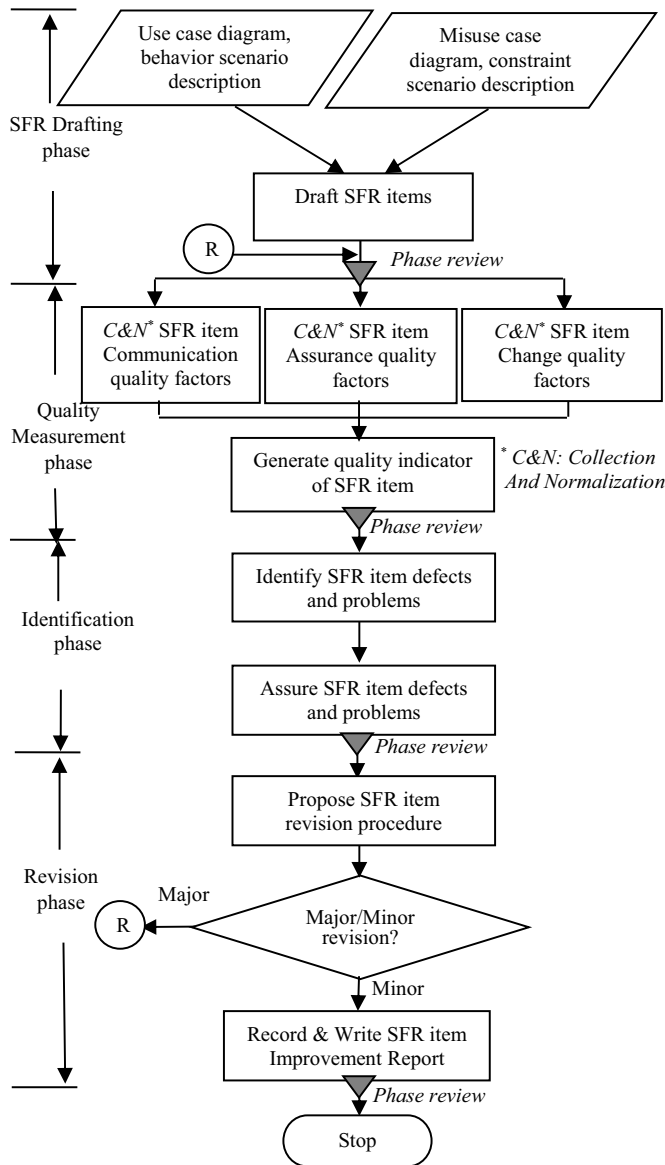 Use case diagram,
behavior scenario
description
Misuse case
diagram, constraint
scenario description
SFR Drafting
phase
Draft SFR items
R
Phase review
C&N* SFR item
Communication
quality factors
C&N* SFR item
Assurance quality
factors
C&N* SFR item
Change quality
factors
Quality
Measurement
phase
Generate quality indicator
of SFR item
* C&N: Collection
And Normalization
Phase review
Identify SFR item defects
and problems
Identification
phase
Assure SFR item defects
and problems
Phase review
Propose SFR item
revision procedure
Revision
phase
Major
R
Major/Minor
revision?
Minor
Record & Write SFR item
Improvement Report
Phase review
Stop